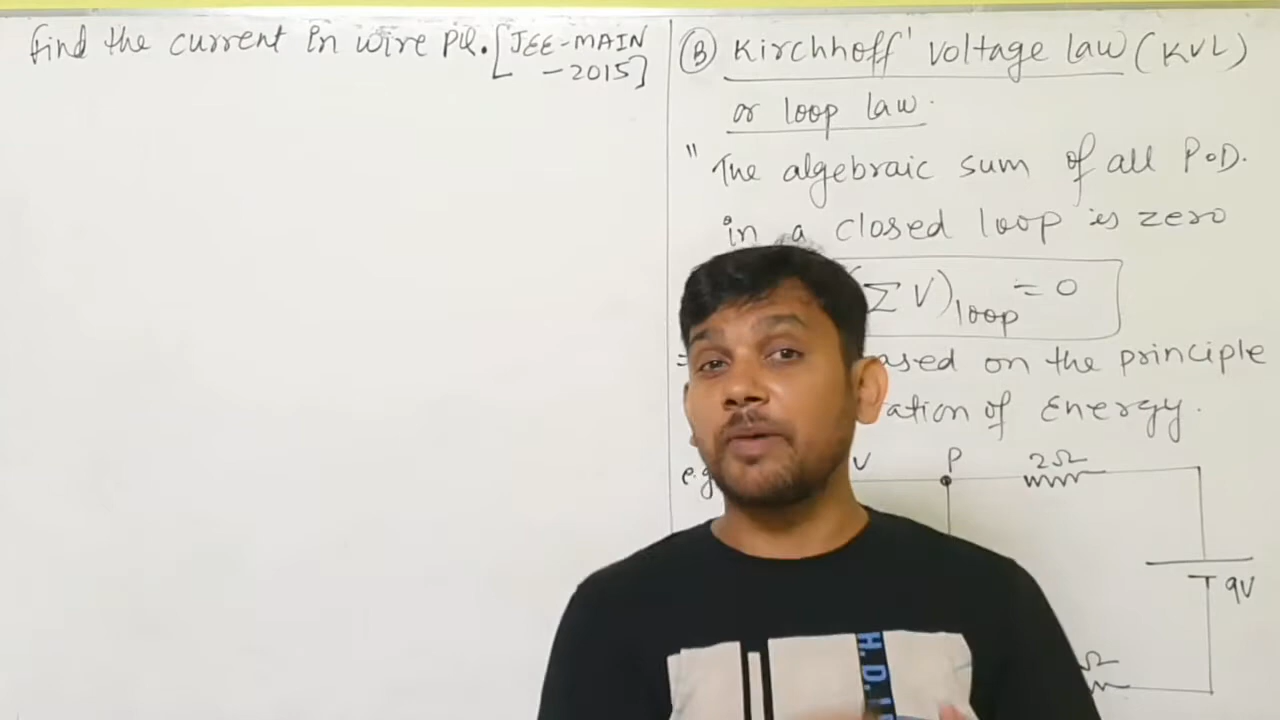 find the current in wire PQ. [JEE-MAIN
-2015]
(B) Kirchhoff' voltage law (KVL)
or loop law.
" The algebraic sum of all P.D.
in a closed loop is zero
(ΣV)loop = 0
ased on the principle
ation of Energy.
e.g
V
P
2Ω
9V
Ω
H.D.